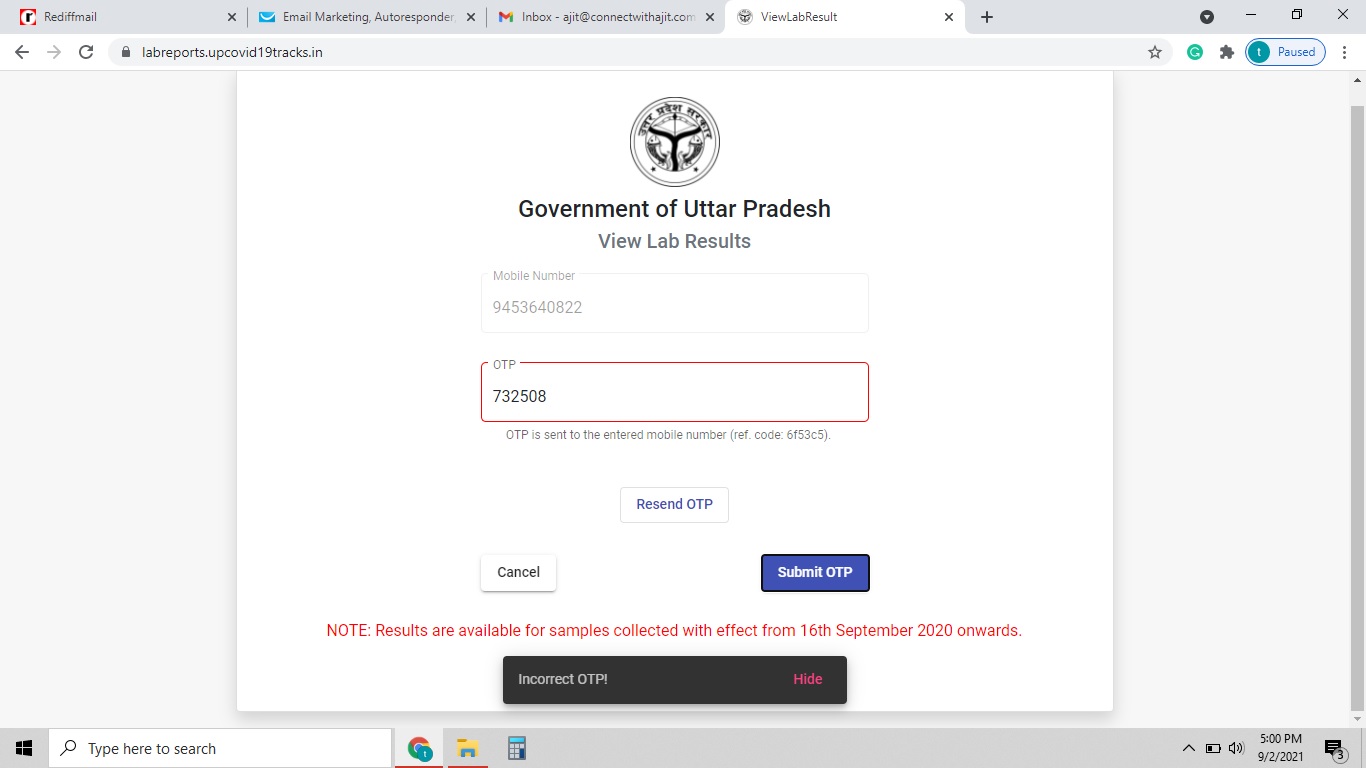 Rediffmail
Email Marketing, Autoresponder,
Inbox - ajit@connectwithajit.com
ViewLabResult
labreports.upcovid19tracks.in
t
Paused
उत्तर प्रदेश सरकार
Government of Uttar Pradesh
View Lab Results
Mobile Number
9453640822
OTP
732508
OTP is sent to the entered mobile number (ref. code: 6f53c5).
Resend OTP
Cancel
Submit OTP
NOTE: Results are available for samples collected with effect from 16th September 2020 onwards.
Incorrect OTP!
Hide
Type here to search
t
5:00 PM
9/2/2021
3